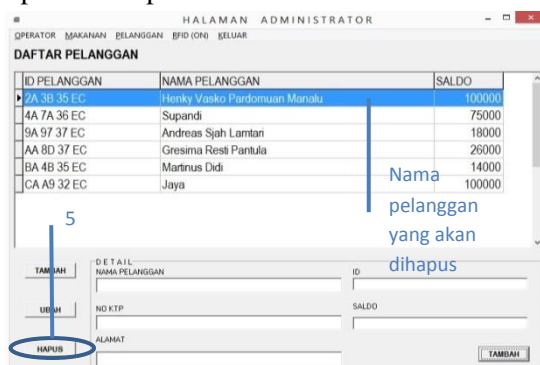 HALAMAN ADMINISTRATOR
OPERATOR MAKANAN PELANGGAN RFID (ON) KELUAR
DAFTAR PELANGGAN
ID PELANGGAN NAMA PELANGGAN SALDO
2A 3B 35 EC Henky Vasko Pardomuan Manalu 100000
4A 7A 36 EC Supandi 75000
9A 97 37 EC Andreas Sjah Lamtari 18000
AA 8D 37 EC Gresima Resti Pantula 26000
BA 4B 35 EC Martinus Didi 14000
CA A9 32 EC Jaya 100000
Nama
pelanggan
yang akan
dihapus
5
DETAIL
TAMBAH NAMA PELANGGAN ID
UBAH NO KTP SALDO
HAPUS ALAMAT
TAMBAH